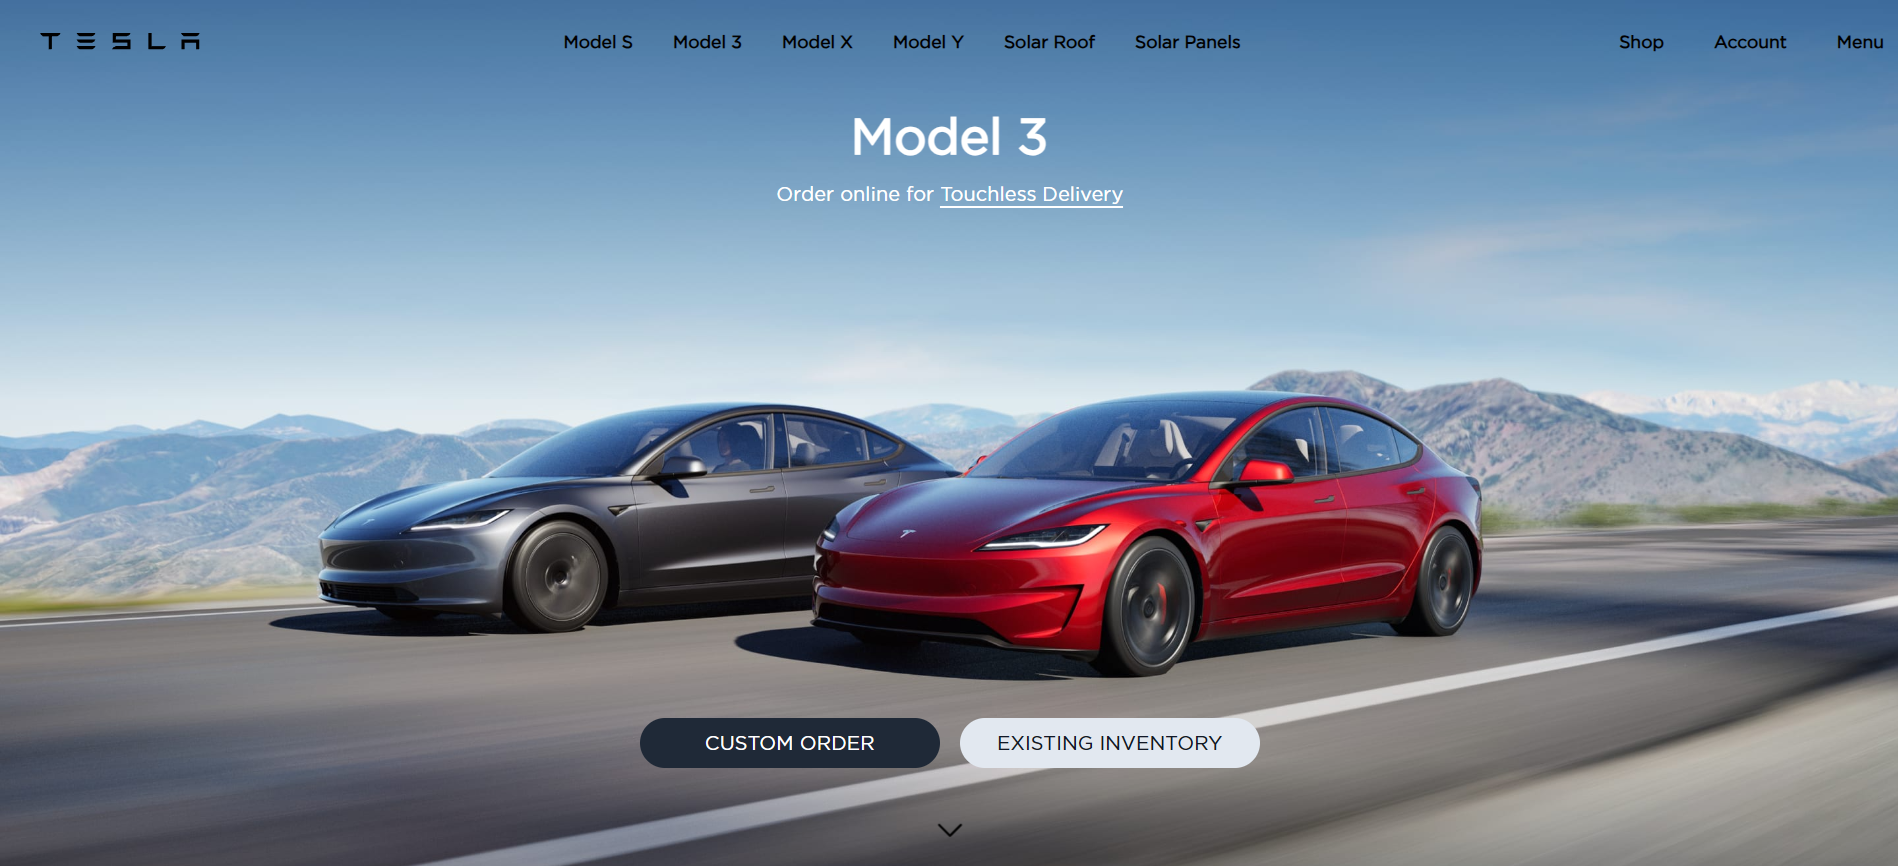 TESLA
Model S Model 3 Model X Model Y Solar Roof Solar Panels
Shop Account Menu
Model 3
Order online for Touchless Delivery
CUSTOM ORDER
EXISTING INVENTORY